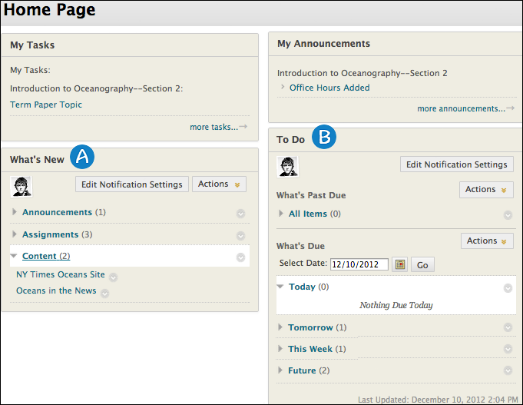 Home Page
My Tasks
My Tasks:
Introduction to Oceanography--Section 2:
Term Paper Topic
more tasks...
My Announcements
Introduction to Oceanography--Section 2
Office Hours Added
more announcements...
What's New A
Edit Notification Settings Actions
Announcements (1)
Assignments (3)
Content (2)
NY Times Oceans Site
Oceans in the News
To Do B
Edit Notification Settings
What's Past Due Actions
All Items (0)
What's Due Actions
Select Date: 12/10/2012 Go
Today (0)
Nothing Due Today
Tomorrow (1)
This Week (1)
Future (2)
Last Updated: December 10, 2012 2:04 PM